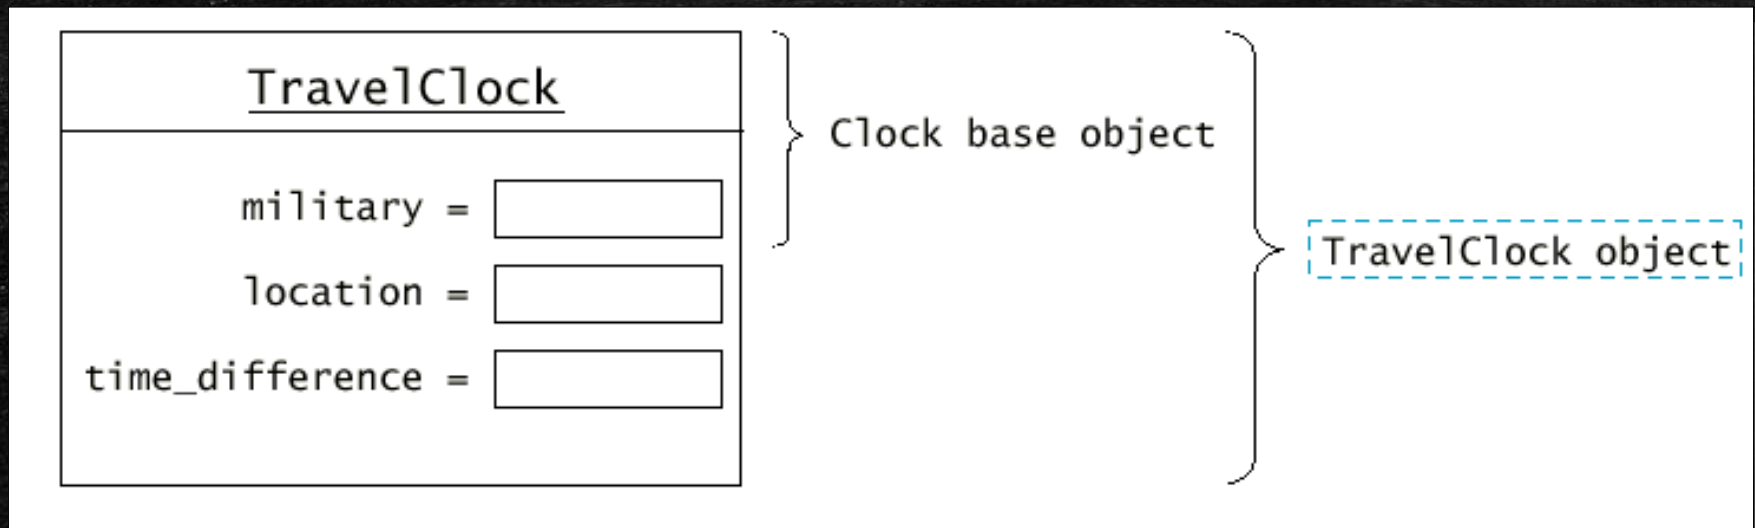 TravelClock
Clock base object
military =
TravelClock object
location =
time_difference =